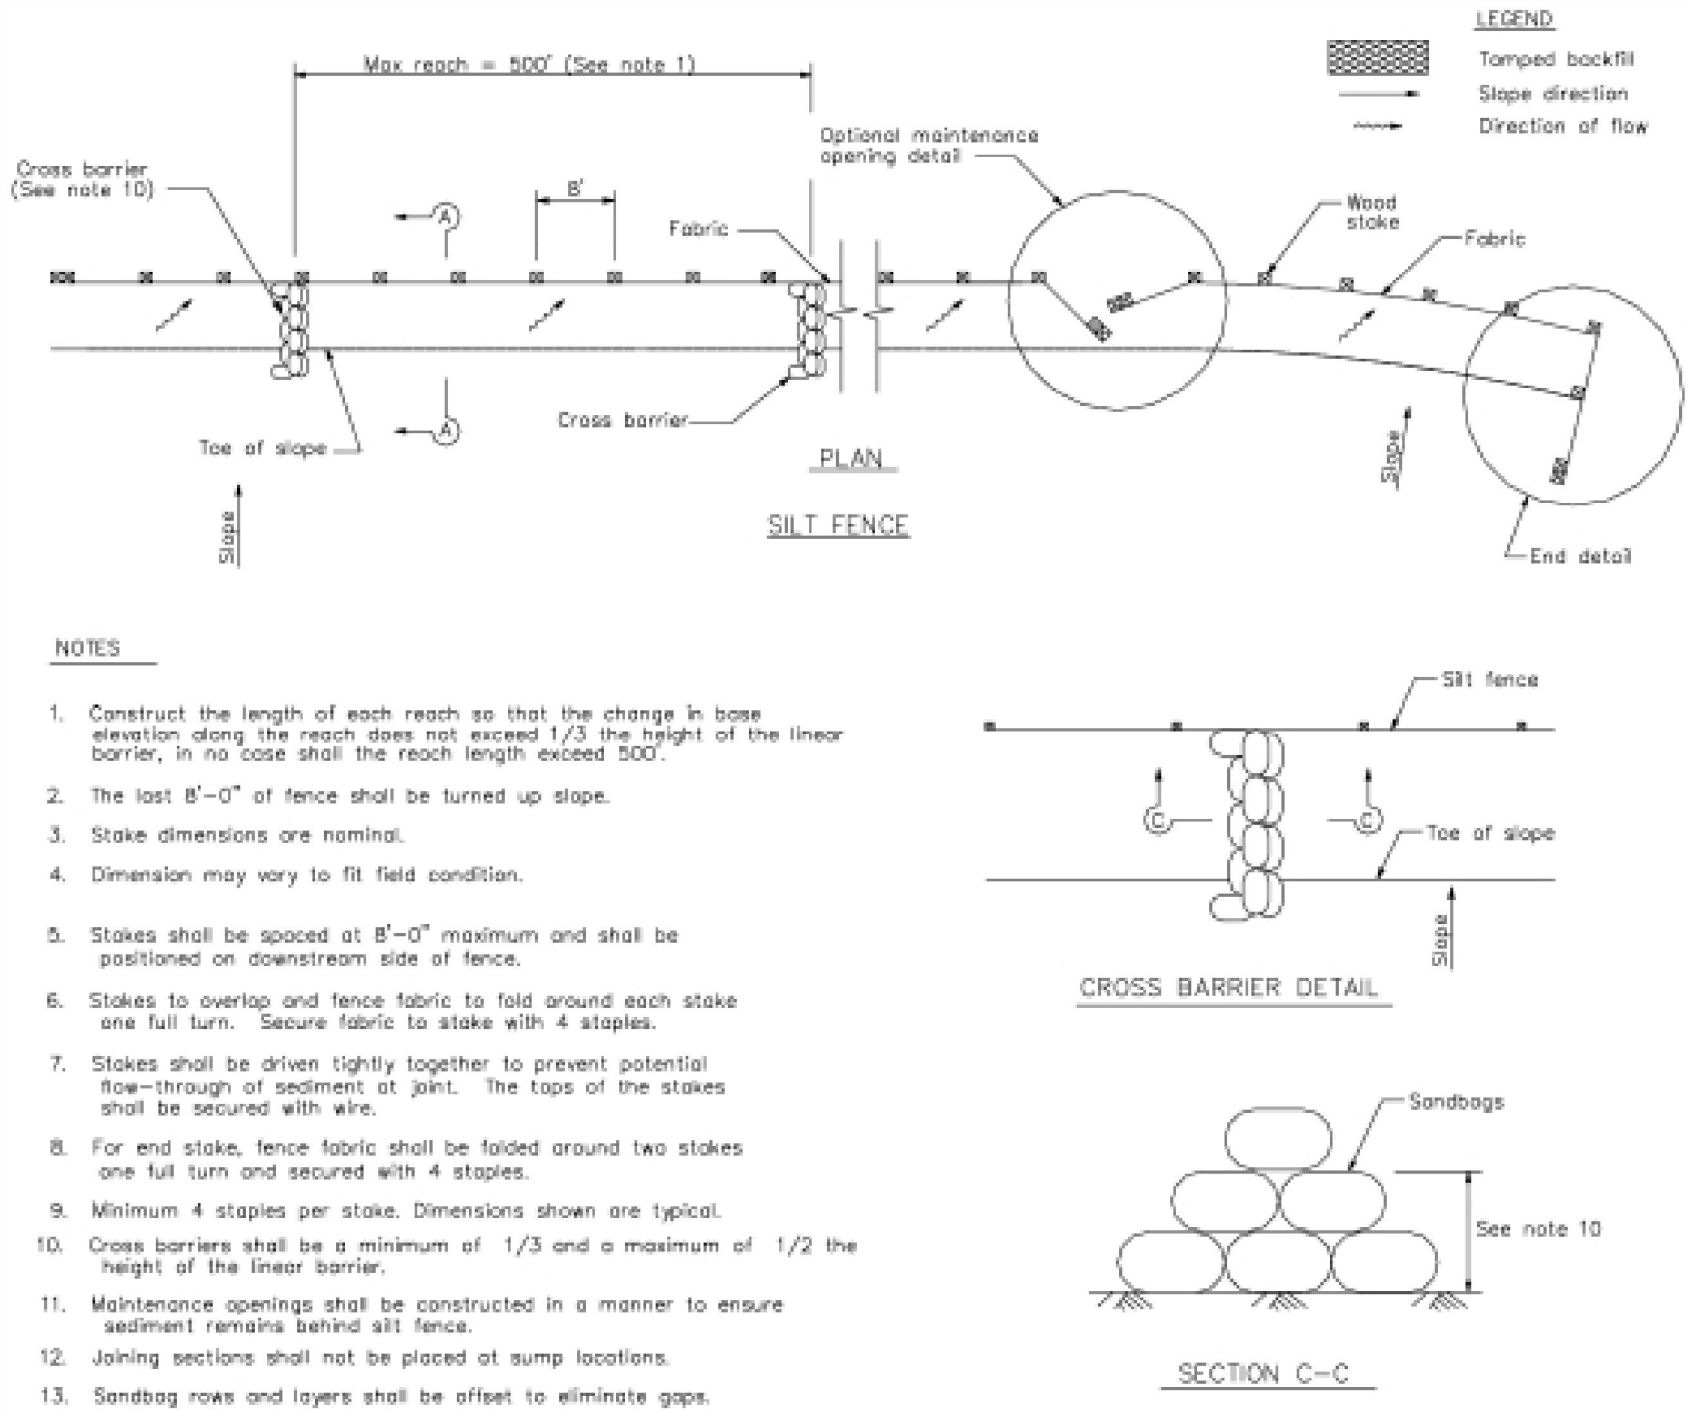 LEGEND
Tamped backfill
Slope direction
Direction of flow
Max reach = 500' (See note 1)
Optional maintenance
opening detail
Cross barrier
(See note 10)
A
8'
Fabric
Wood
stake
Fabric
Cross barrier
A
Toe of slope
PLAN
Slope
SILT FENCE
Slope
End detail
NOTES
1. Construct the length of each reach so that the change in base
elevation along the reach does not exceed 1/3 the height of the linear
barrier, in no case shall the reach length exceed 500'.
2. The last 8'-0" of fence shall be turned up slope.
3. Stake dimensions are nominal.
4. Dimension may vary to fit field condition.
5. Stakes shall be spaced at 8'-0" maximum and shall be
positioned on downstream side of fence.
6. Stakes to overlap and fence fabric to fold around each stake
one full turn. Secure fabric to stake with 4 staples.
7. Stakes shall be driven tightly together to prevent potential
flow-through of sediment at joint. The tops of the stakes
shall be secured with wire.
8. For end stake, fence fabric shall be folded around two stakes
one full turn and secured with 4 staples.
9. Minimum 4 staples per stake. Dimensions shown are typical.
10. Cross barriers shall be a minimum of 1/3 and a maximum of 1/2 the
height of the linear barrier.
11. Maintenance openings shall be constructed in a manner to ensure
sediment remains behind silt fence.
12. Joining sections shall not be placed at sump locations.
13. Sandbag rows and layers shall be offset to eliminate gaps.
Silt fence
C
C
Toe of slope
Slope
CROSS BARRIER DETAIL
Sandbags
See note 10
SECTION C-C